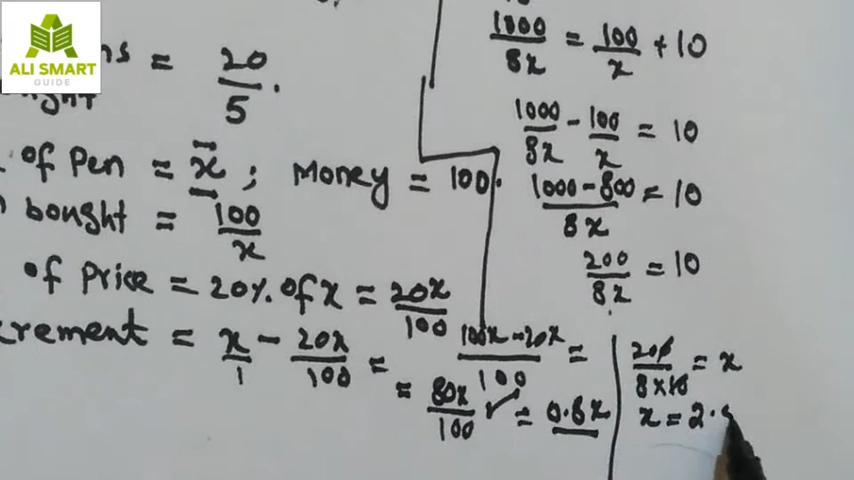 ALI SMART
GUIDE
= 20/5.
of Pen = x ; Money = 100.
bought = 100/x
of Price = 20% of x = 20x/100
rement = x/1 - 20x/100 = (100x-20x)/100 =
= 80x/100 = 0.8x
1000/8x = 100/x + 10
1000/8x - 100/x = 10
(1000-800)/8x = 10
200/8x = 10
200/(8×10) = x
x = 2.